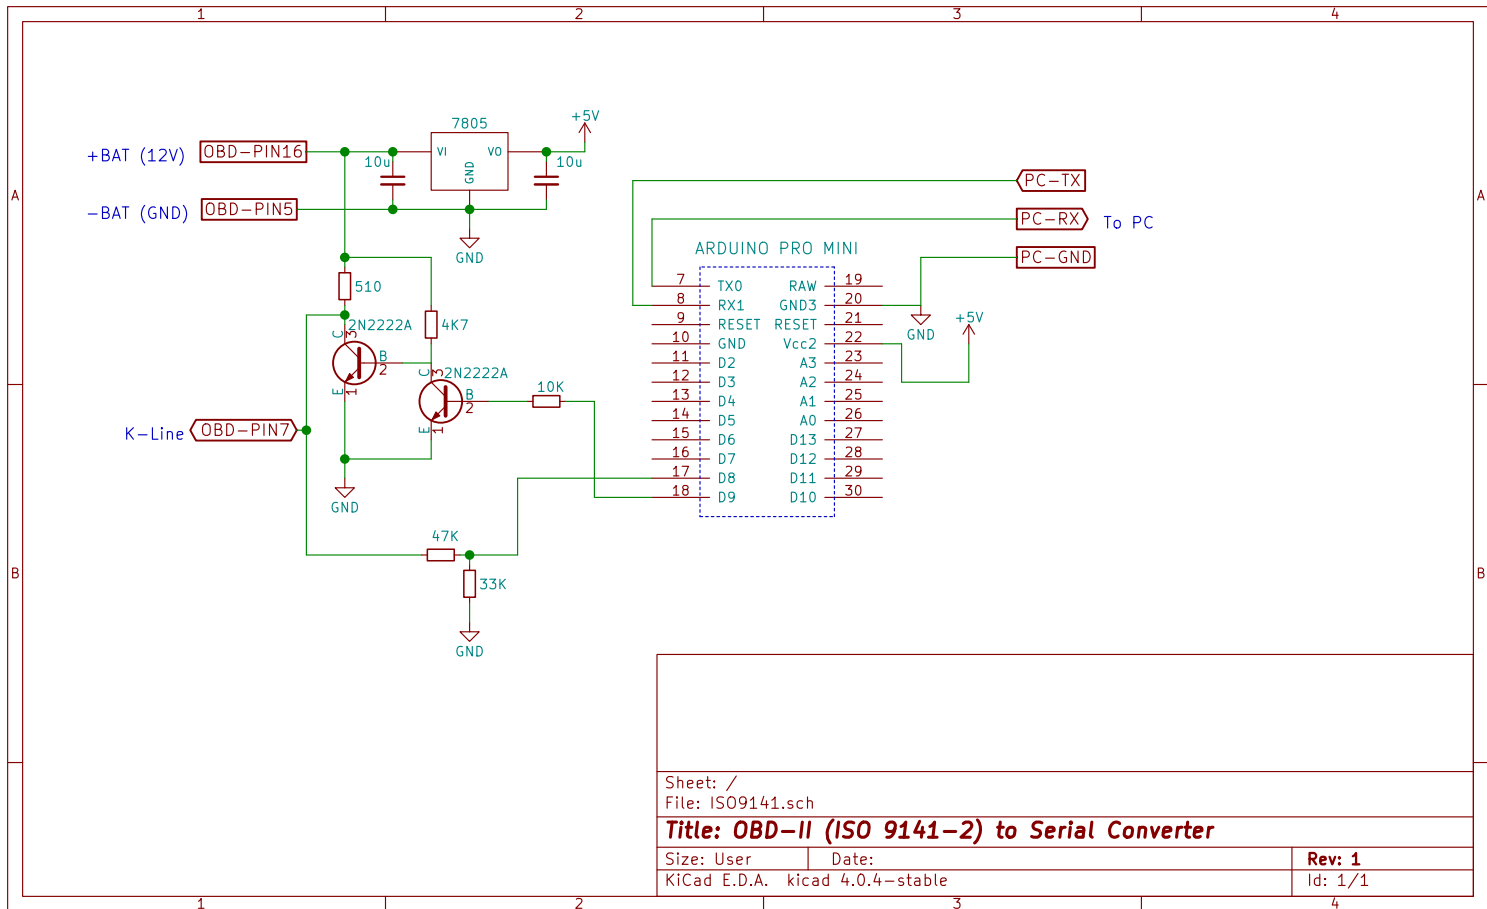 1 2 3 4
A A
B B
+5V
7805
+BAT (12V) OBD-PIN16
VI VO
GND
10u 10u
-BAT (GND) OBD-PIN5
GND
PC-TX
PC-RX To PC
PC-GND
ARDUINO PRO MINI
7 TX0 RAW 19
8 RX1 GND3 20
9 RESET RESET 21
10 GND Vcc2 22
11 D2 A3 23
12 D3 A2 24
13 D4 A1 25
14 D5 A0 26
15 D6 D13 27
16 D7 D12 28
17 D8 D11 29
18 D9 D10 30
GND
+5V
510
4K7
2N2222A
C 3
B 2
E 1
2N2222A
C 3
B 2
E 1
10K
K-Line OBD-PIN7
GND
47K
33K
GND
Sheet: /
File: ISO9141.sch
Title: OBD-II (ISO 9141-2) to Serial Converter
Size: User Date: Rev: 1
KiCad E.D.A. kicad 4.0.4-stable Id: 1/1
1 2 3 4